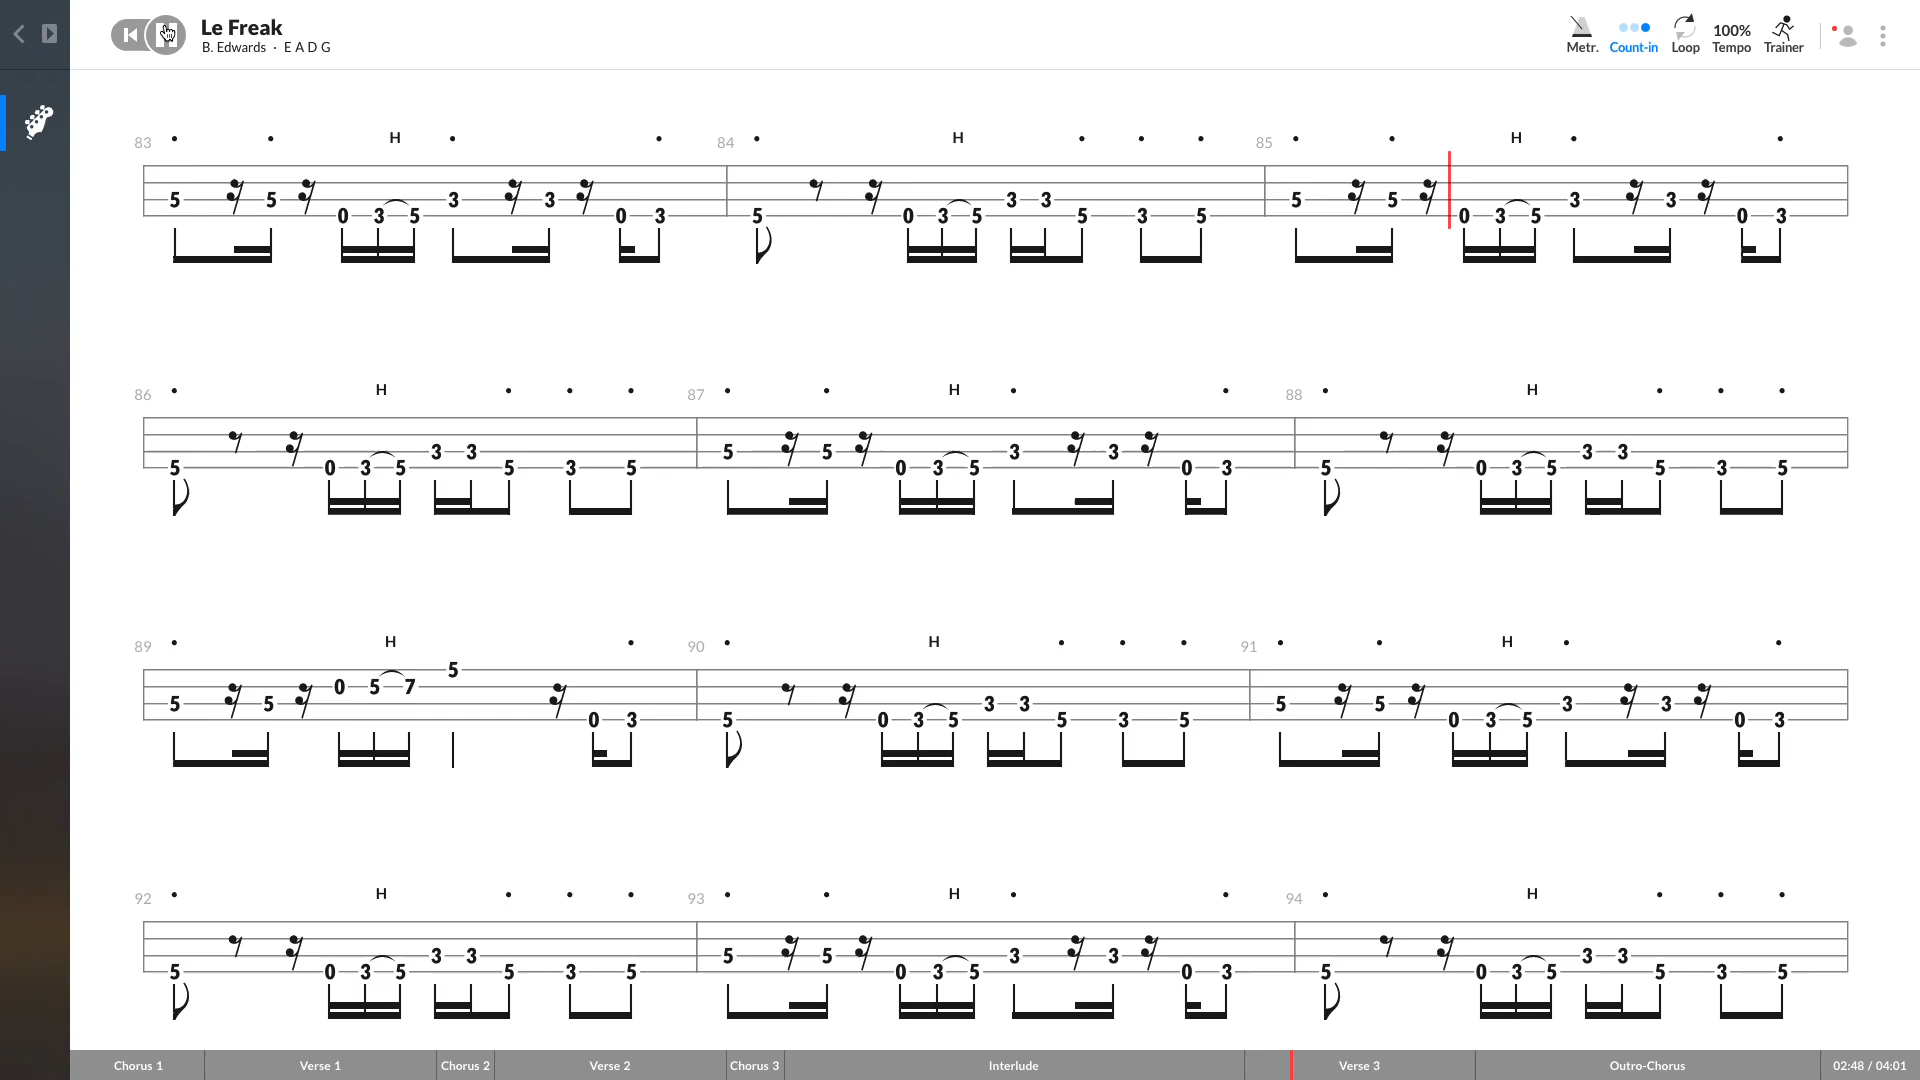 Le Freak
B. Edwards · E A D G
Metr.
Count-in
Loop
100%
Tempo
Trainer
83 H 84 H 85 H
5 5 0 3 5 3 3 0 3 5 0 3 5 3 3 5 3 5 5 5 0 3 5 3 3 0 3
86 H 87 H 88 H
5 0 3 5 3 3 5 3 5 5 5 0 3 5 3 3 0 3 5 0 3 5 3 3 5 3 5
89 H 90 H 91 H
5 5 0 5 7 5 0 3 5 0 3 5 3 3 5 3 5 5 5 0 3 5 3 3 0 3
92 H 93 H 94 H
5 0 3 5 3 3 5 3 5 5 5 0 3 5 3 3 0 3 5 0 3 5 3 3 5 3 5
Chorus 1 Verse 1 Chorus 2 Verse 2 Chorus 3 Interlude Verse 3 Outro-Chorus 02:48 / 04:01